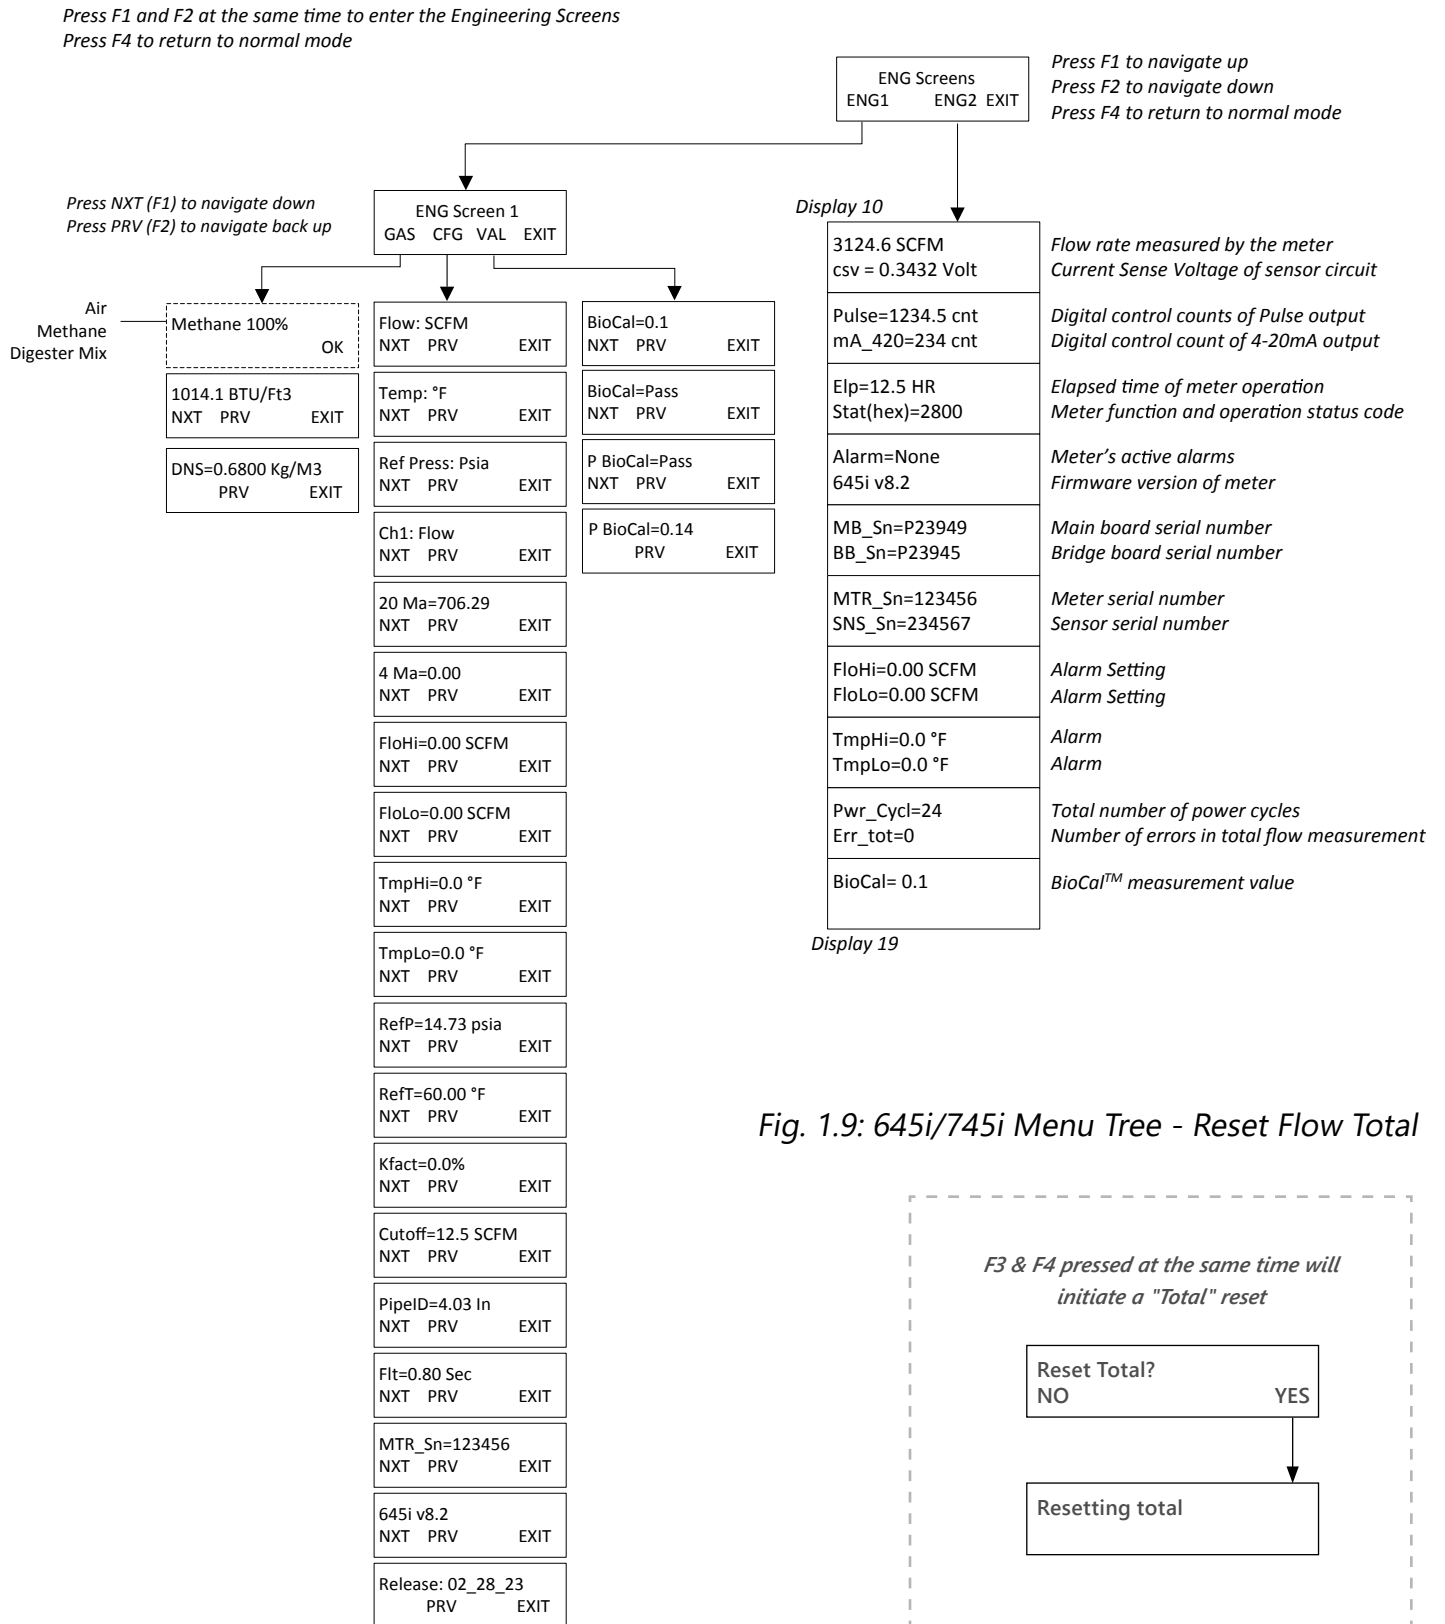 Press F1 and F2 at the same time to enter the Engineering Screens
Press F4 to return to normal mode
ENG Screens
ENG1 ENG2 EXIT
Press F1 to navigate up
Press F2 to navigate down
Press F4 to return to normal mode
Press NXT (F1) to navigate down
Press PRV (F2) to navigate back up
ENG Screen 1
GAS CFG VAL EXIT
Air
Methane
Digester Mix
Methane 100%
OK
1014.1 BTU/Ft3
NXT PRV EXIT
DNS=0.6800 Kg/M3
PRV EXIT
Flow: SCFM
NXT PRV EXIT
Temp: °F
NXT PRV EXIT
Ref Press: Psia
NXT PRV EXIT
Ch1: Flow
NXT PRV EXIT
20 Ma=706.29
NXT PRV EXIT
4 Ma=0.00
NXT PRV EXIT
FloHi=0.00 SCFM
NXT PRV EXIT
FloLo=0.00 SCFM
NXT PRV EXIT
TmpHi=0.0 °F
NXT PRV EXIT
TmpLo=0.0 °F
NXT PRV EXIT
RefP=14.73 psia
NXT PRV EXIT
RefT=60.00 °F
NXT PRV EXIT
Kfact=0.0%
NXT PRV EXIT
Cutoff=12.5 SCFM
NXT PRV EXIT
PipeID=4.03 In
NXT PRV EXIT
Flt=0.80 Sec
NXT PRV EXIT
MTR_Sn=123456
NXT PRV EXIT
645i v8.2
NXT PRV EXIT
Release: 02_28_23
PRV EXIT
BioCal=0.1
NXT PRV EXIT
BioCal=Pass
NXT PRV EXIT
P BioCal=Pass
NXT PRV EXIT
P BioCal=0.14
PRV EXIT
Display 10
3124.6 SCFM Flow rate measured by the meter
csv = 0.3432 Volt Current Sense Voltage of sensor circuit
Pulse=1234.5 cnt Digital control counts of Pulse output
mA_420=234 cnt Digital control count of 4-20mA output
Elp=12.5 HR Elapsed time of meter operation
Stat(hex)=2800 Meter function and operation status code
Alarm=None Meter’s active alarms
645i v8.2 Firmware version of meter
MB_Sn=P23949 Main board serial number
BB_Sn=P23945 Bridge board serial number
MTR_Sn=123456 Meter serial number
SNS_Sn=234567 Sensor serial number
FloHi=0.00 SCFM Alarm Setting
FloLo=0.00 SCFM Alarm Setting
TmpHi=0.0 °F Alarm
TmpLo=0.0 °F Alarm
Pwr_Cycl=24 Total number of power cycles
Err_tot=0 Number of errors in total flow measurement
BioCal= 0.1 BioCal™ measurement value
Display 19
Fig. 1.9: 645i/745i Menu Tree - Reset Flow Total
F3 & F4 pressed at the same time will
initiate a "Total" reset
Reset Total?
NO YES
Resetting total